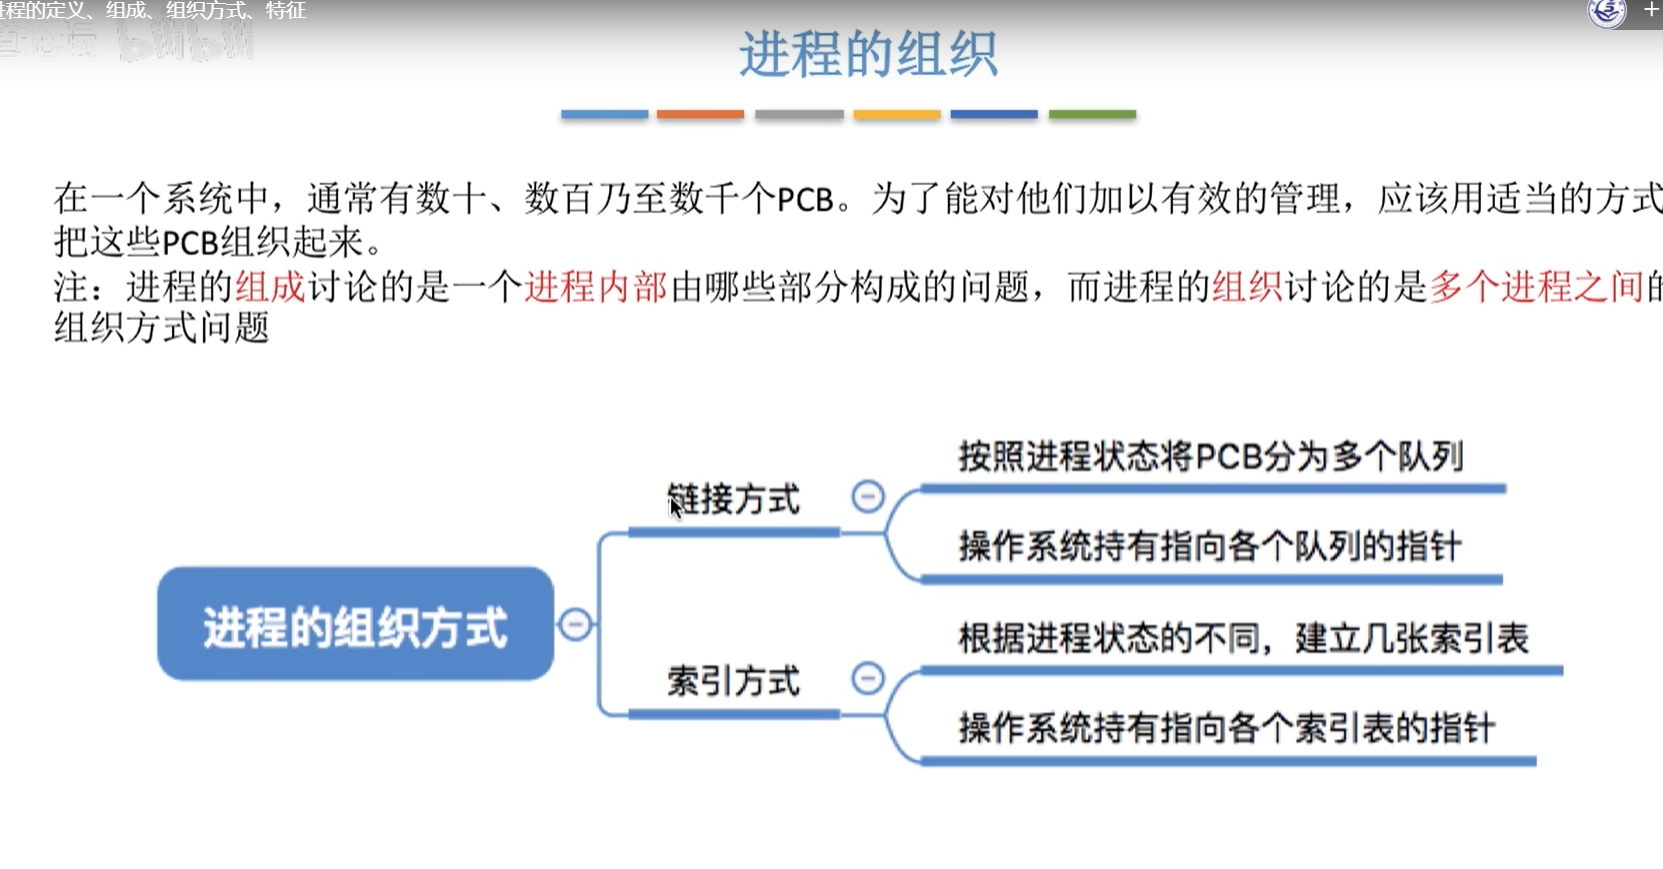 程的定义、组成、组织方式、特征
bilibili
进程的组织
在一个系统中，通常有数十、数百乃至数千个PCB。为了能对他们加以有效的管理，应该用适当的方式
把这些PCB组织起来。
注：进程的组成讨论的是一个进程内部由哪些部分构成的问题，而进程的组织讨论的是多个进程之间的
组织方式问题
按照进程状态将PCB分为多个队列
链接方式
操作系统持有指向各个队列的指针
进程的组织方式
根据进程状态的不同，建立几张索引表
索引方式
操作系统持有指向各个索引表的指针